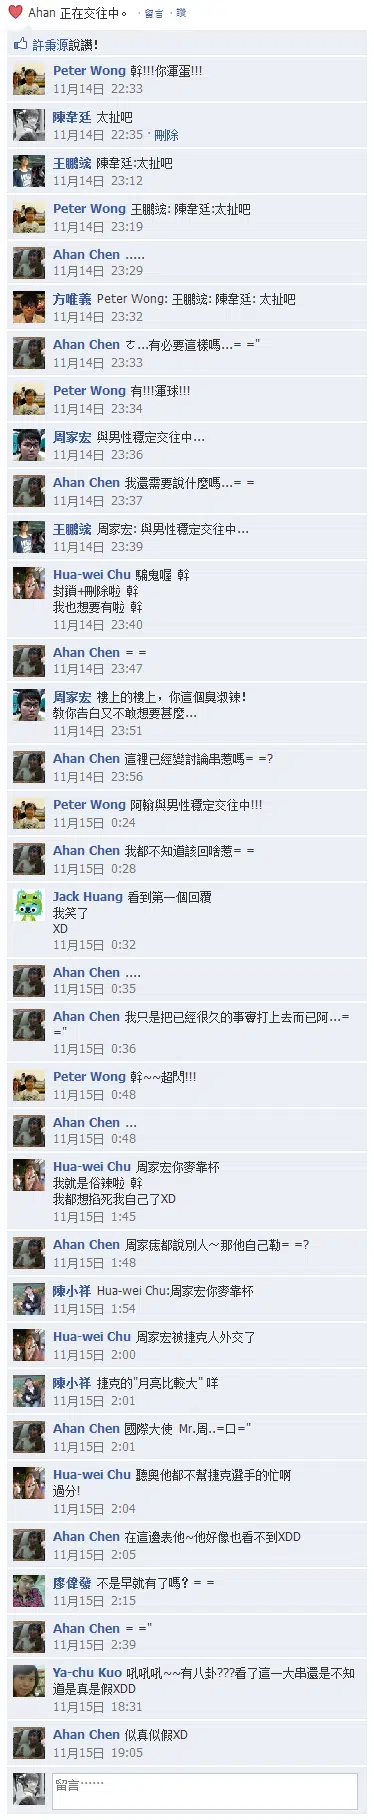 Ahan 正在交往中。 · 留言 · 讚
許秉源說讚!
Peter Wong 幹!!!你渾蛋!!!
11月14日 22:33
陳韋廷 太扯吧
11月14日 22:35 · 刪除
王鵬浤 陳韋廷:太扯吧
11月14日 23:12
Peter Wong 王鵬浤: 陳韋廷:太扯吧
11月14日 23:19
Ahan Chen .....
11月14日 23:29
方唯義 Peter Wong: 王鵬浤: 陳韋廷: 太扯吧
11月14日 23:32
Ahan Chen ㄜ...有必要這樣嗎...= ="
11月14日 23:33
Peter Wong 有!!!渾球!!!
11月14日 23:34
周家宏 與男性穩定交往中...
11月14日 23:36
Ahan Chen 我還需要說什麼嗎...= =
11月14日 23:37
王鵬浤 周家宏: 與男性穩定交往中...
11月14日 23:39
Hua-wei Chu 騙鬼喔 幹
封鎖+刪除啦 幹
我也想要有啦 幹
11月14日 23:40
Ahan Chen = =
11月14日 23:47
周家宏 樓上的樓上，你這個臭俶辣!
教你告白又不敢想要甚麼...
11月14日 23:51
Ahan Chen 這裡已經變討論串惹嗎= =?
11月14日 23:56
Peter Wong 阿翰與男性穩定交往中!!!
11月15日 0:24
Ahan Chen 我都不知道該回啥惹= =
11月15日 0:28
Jack Huang 看到第一個回覆
我笑了
XD
11月15日 0:32
Ahan Chen ....
11月15日 0:35
Ahan Chen 我只是把已經很久的事實打上去而已阿...=
="
11月15日 0:36
Peter Wong 幹~~超閃!!!
11月15日 0:48
Ahan Chen ...
11月15日 0:48
Hua-wei Chu 周家宏你麥靠杯
我就是俗辣啦 幹
我都想掐死我自己了XD
11月15日 1:45
Ahan Chen 周家痣都說別人～那他自己勒= =?
11月15日 1:48
陳小祥 Hua-wei Chu:周家宏你麥靠杯
11月15日 1:54
Hua-wei Chu 周家宏被捷克人外交了
11月15日 2:00
陳小祥 捷克的"月亮比較大" 咩
11月15日 2:01
Ahan Chen 國際大使 Mr.周..=口="
11月15日 2:01
Hua-wei Chu 聽奧他都不幫捷克選手的忙啊
過分!
11月15日 2:04
Ahan Chen 在這邊表他~他好像也看不到XDD
11月15日 2:05
廖偉發 不是早就有了嗎? = =
11月15日 2:15
Ahan Chen = ="
11月15日 2:39
Ya-chu Kuo 吼吼吼~~有八卦???看了這一大串還是不知
道是真是假XDD
11月15日 18:31
Ahan Chen 似真似假XD
11月15日 19:05
留言……